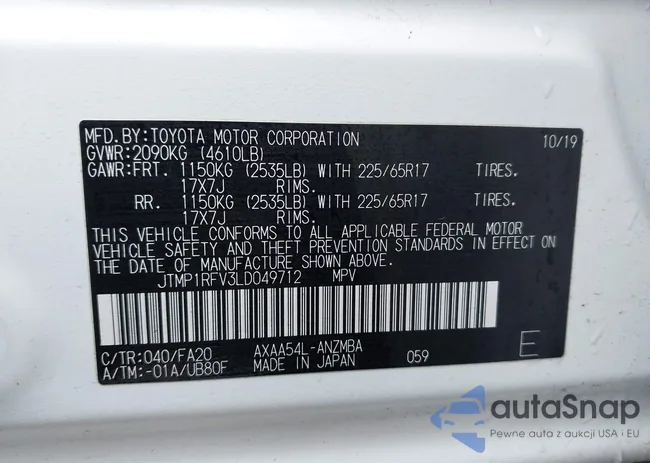 MFD.BY:TOYOTA MOTOR CORPORATION 10/19
GVWR:2090KG (4610LB)
GAWR:FRT. 1150KG (2535LB) WITH 225/65R17 TIRES.
17X7J RIMS.
RR. 1150KG (2535LB) WITH 225/65R17 TIRES.
17X7J RIMS.
THIS VEHICLE CONFORMS TO ALL APPLICABLE FEDERAL MOTOR
VEHICLE SAFETY AND THEFT PREVENTION STANDARDS IN EFFECT ON
THE DATE OF MANUFACTURE SHOWN ABOVE.
JTMP1RFV3LD049712 MPV
C/TR:040/FA20 AXAA54L-ANZMBA
A/TM:-01A/UB80F MADE IN JAPAN 059 E
autoSnap
Pewne auta z aukcji USA i EU